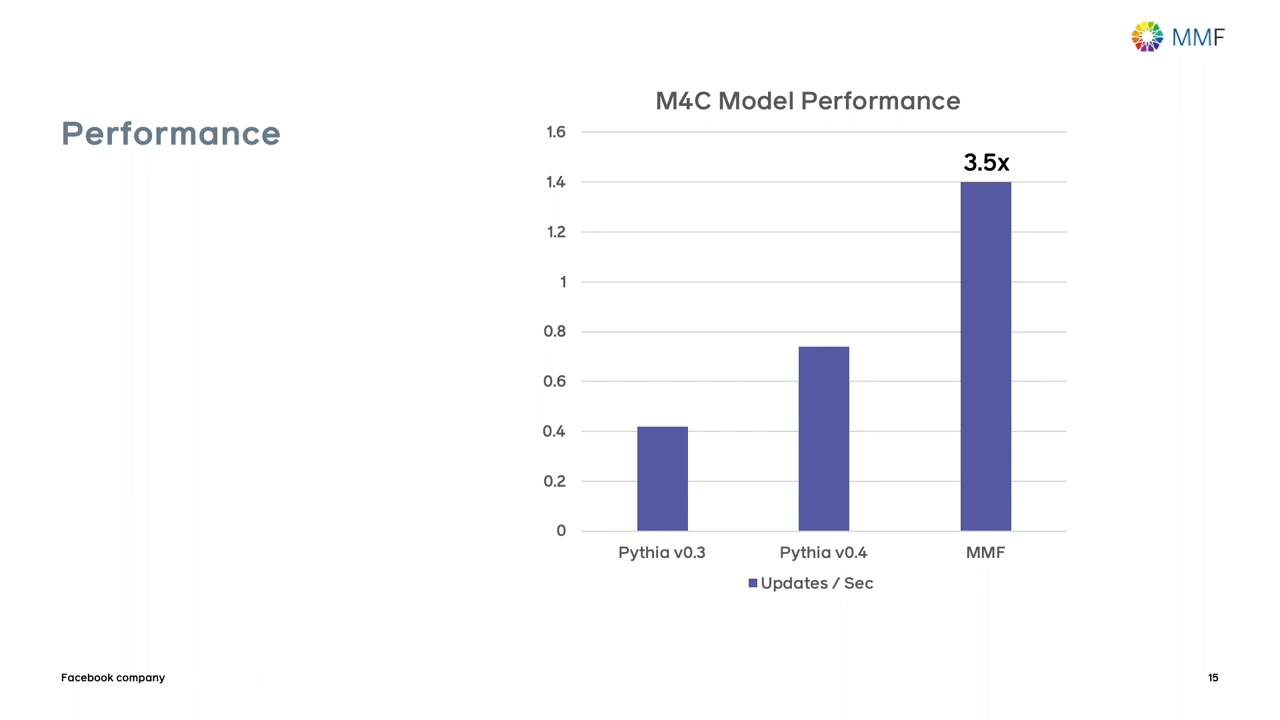 MMF
Performance
M4C Model Performance
1.6
3.5x
1.4
1.2
1
0.8
0.6
0.4
0.2
0
Pythia v0.3 Pythia v0.4 MMF
Updates / Sec
Facebook company
15